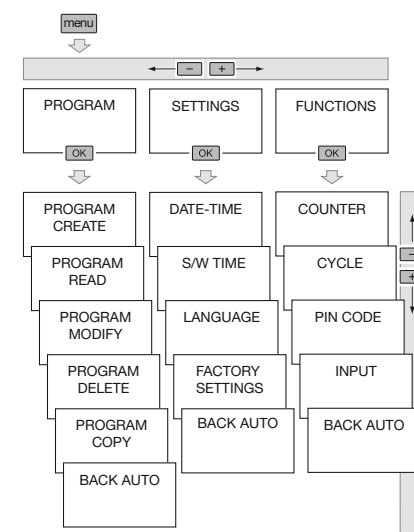 menu
- +
PROGRAM
SETTINGS
FUNCTIONS
OK
OK
OK
PROGRAM
CREATE
PROGRAM
READ
PROGRAM
MODIFY
PROGRAM
DELETE
PROGRAM
COPY
BACK AUTO
DATE-TIME
S/W TIME
LANGUAGE
FACTORY
SETTINGS
BACK AUTO
COUNTER
CYCLE
PIN CODE
INPUT
BACK AUTO
-
+